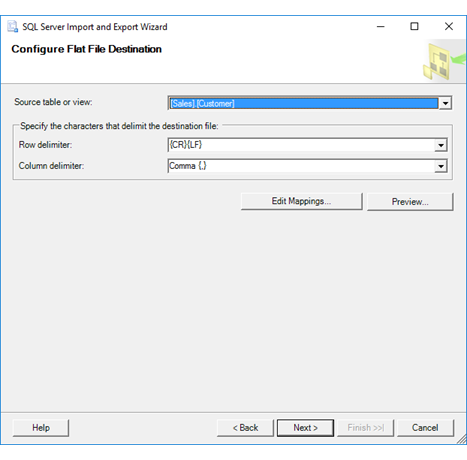 SQL Server Import and Export Wizard
Configure Flat File Destination
Source table or view: [Sales].[Customer]
Specify the characters that delimit the destination file:
Row delimiter: {CR}{LF}
Column delimiter: Comma {,}
Edit Mappings... Preview...
Help < Back Next > Finish >>| Cancel